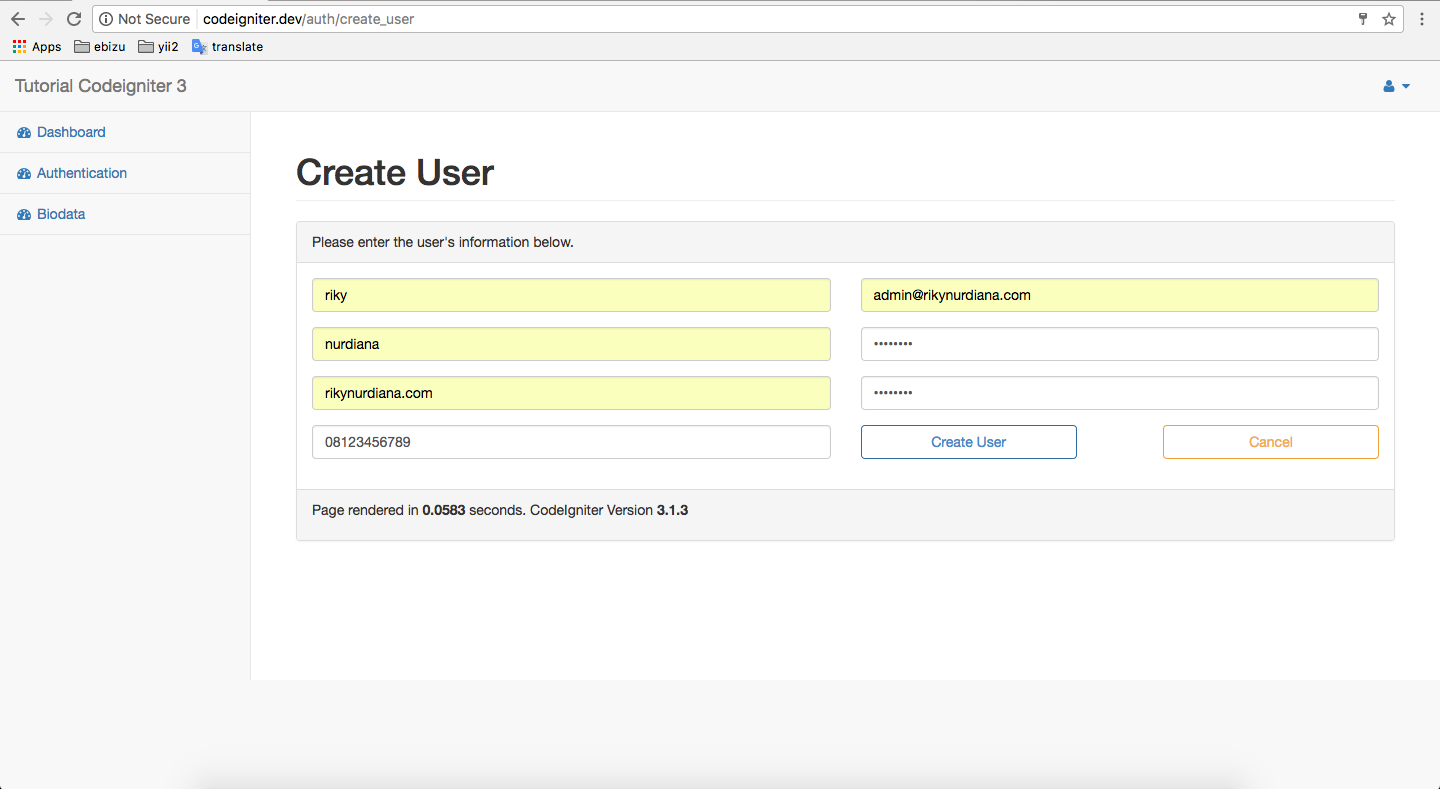 Not Secure codeigniter.dev/auth/create_user
Apps ebizu yii2 translate
Tutorial Codeigniter 3
Dashboard
Authentication
Biodata
Create User
Please enter the user's information below.
riky admin@rikynurdiana.com
nurdiana ••••••••
rikynurdiana.com ••••••••
08123456789 Create User Cancel
Page rendered in 0.0583 seconds. CodeIgniter Version 3.1.3